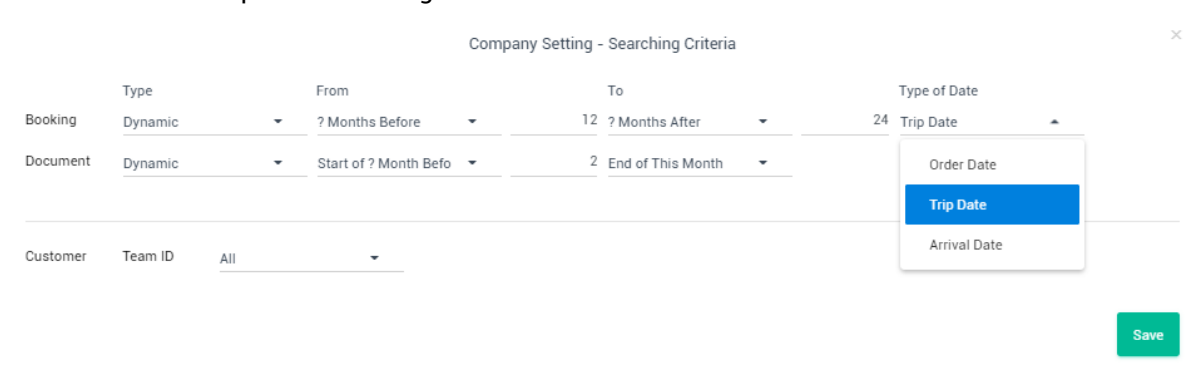 Company Setting - Searching Criteria
×
Type From To Type of Date
Booking Dynamic ? Months Before 12 ? Months After 24 Trip Date
Document Dynamic Start of ? Month Befo 2 End of This Month
Order Date
Trip Date
Arrival Date
Customer Team ID All
Save